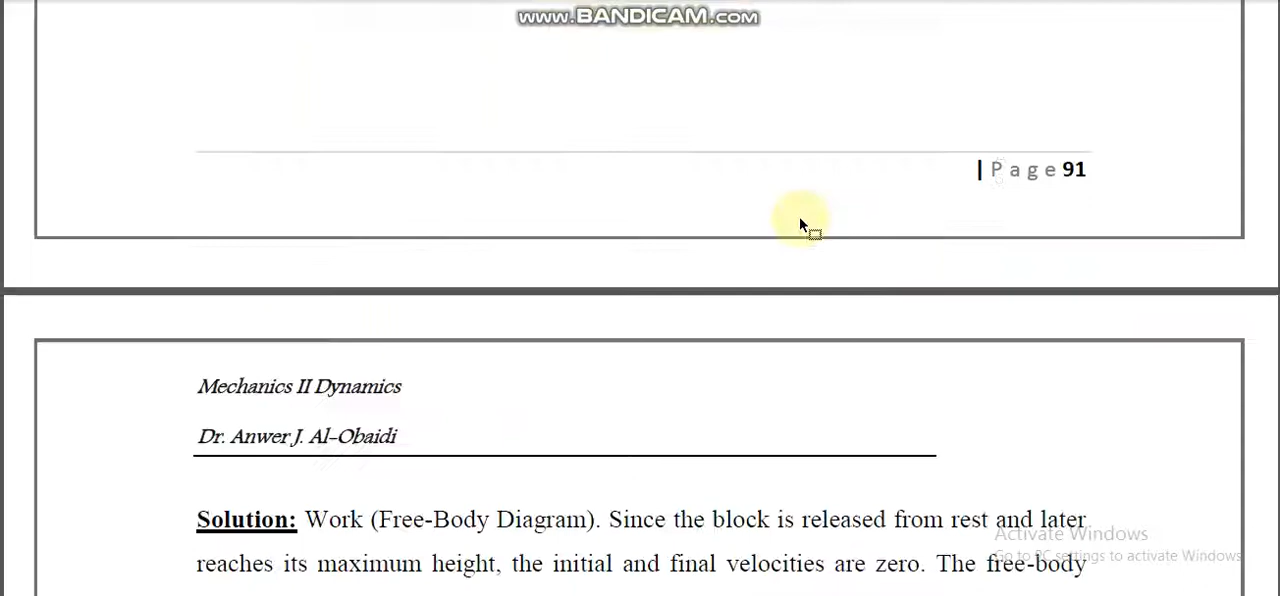 www.BANDICAM.com
| Page 91
Mechanics II Dynamics
Dr. Anwer J. Al-Obaidi
Solution: Work (Free-Body Diagram). Since the block is released from rest and later
Activate Windows
Go to PC settings to activate Windows.
reaches its maximum height, the initial and final velocities are zero. The free-body